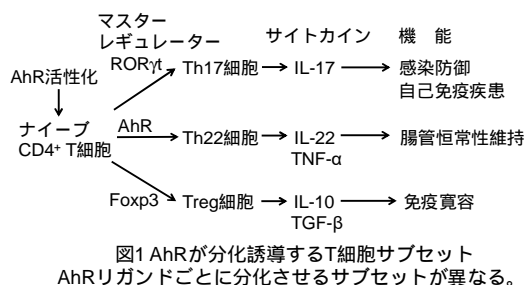 マスター
レギュレーター サイトカイン 機 能
AhR活性化 RORγt Th17細胞 IL-17 感染防御
自己免疫疾患
ナイーブ
CD4⁺ T細胞 AhR Th22細胞 IL-22 腸管恒常性維持
TNF-α
Foxp3 Treg細胞 IL-10 免疫寛容
TGF-β
図1 AhRが分化誘導するT細胞サブセット
AhRリガンドごとに分化させるサブセットが異なる。